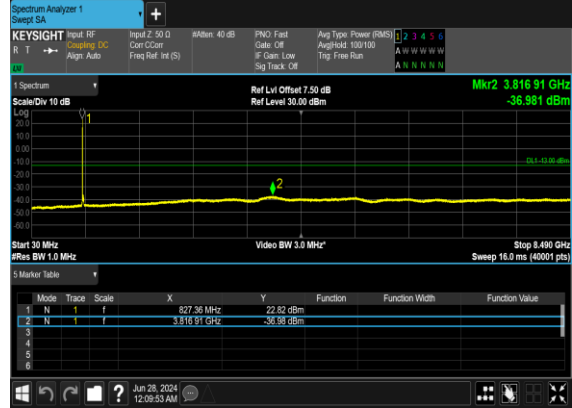 Spectrum Analyzer 1
Swept SA
+
KEYSIGHT Input: RF Input Z: 50 Ω #Atten: 40 dB PNO: Fast Avg Type: Power (RMS) 1 2 3 4 5 6
R T Coupling: DC Corr CCorr Gate: Off Avg|Hold: 100/100 A W W W W W
Align: Auto Freq Ref: Int (S) IF Gain: Low Trig: Free Run A N N N N N
Sig Track: Off
1 Spectrum Ref Lvl Offset 7.50 dB Mkr2 3.816 91 GHz
Scale/Div 10 dB Ref Level 30.00 dBm -36.981 dBm
Log
20.0
10.0
0.00
-10.0
-20.0
-30.0
-40.0
-50.0
-60.0
1
DL1 -13.00 dBm
2
Start 30 MHz Video BW 3.0 MHz* Stop 8.490 GHz
#Res BW 1.0 MHz Sweep 16.0 ms (40001 pts)
5 Marker Table
Mode Trace Scale X Y Function Function Width Function Value
1 N 1 f 827.36 MHz 22.82 dBm
2 N 1 f 3.816 91 GHz -36.98 dBm
3
4
5
6
? Jun 28, 2024
12:09:53 AM